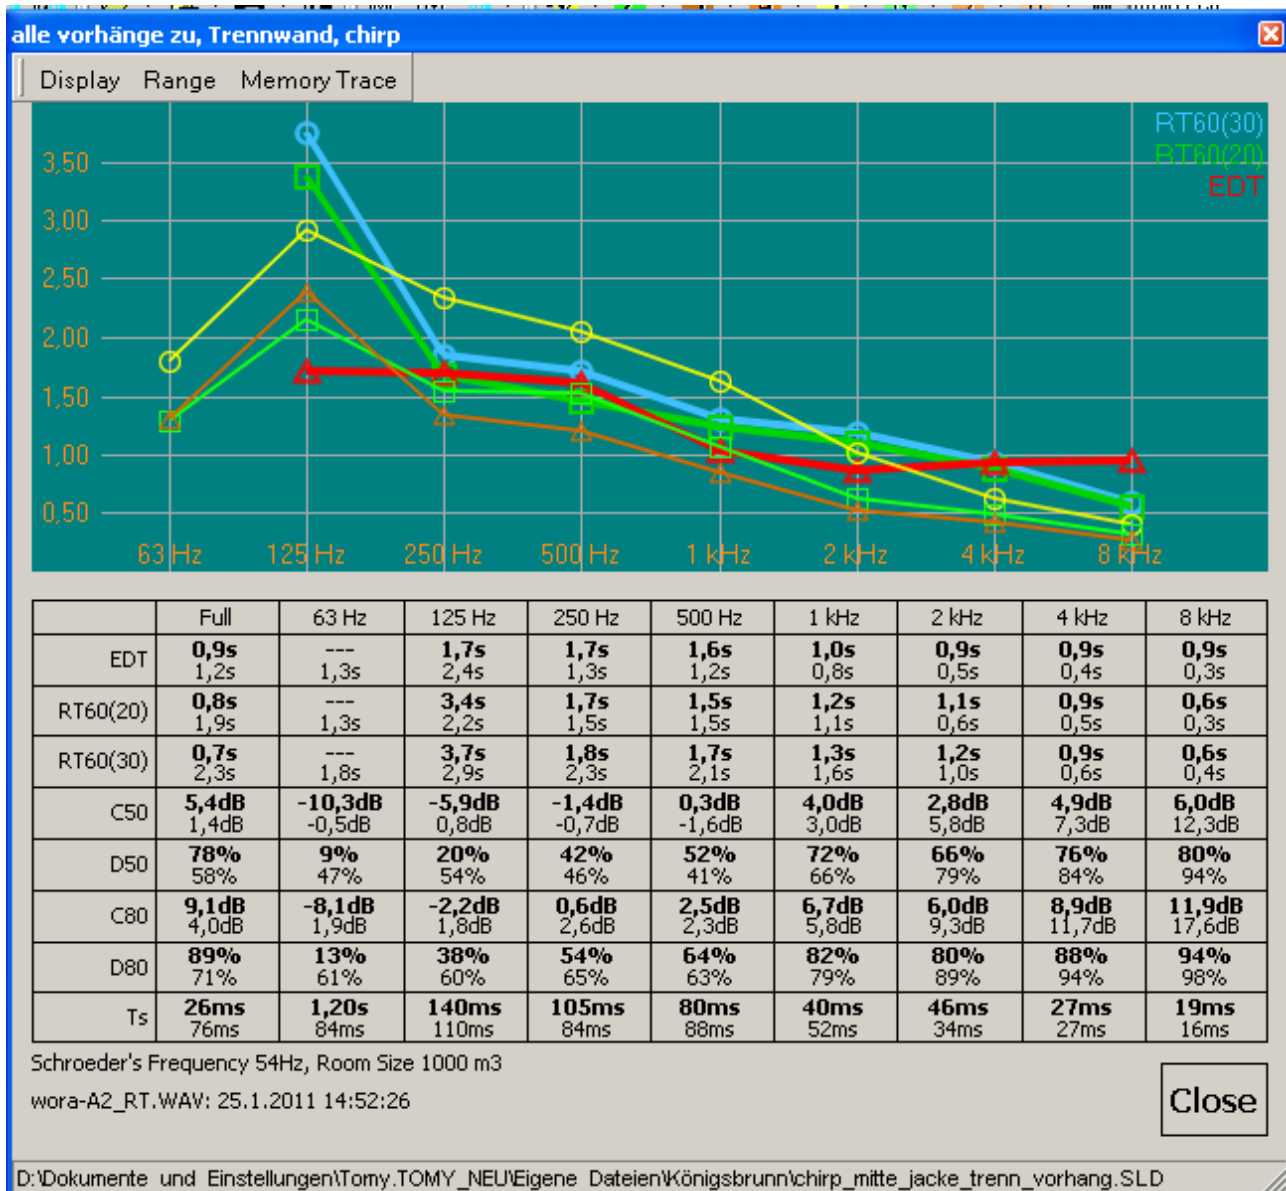 alle vorhänge zu, Trennwand, chirp
Display Range Memory Trace
RT60(30)
RT60(20)
EDT
3,50
3,00
2,50
2,00
1,50
1,00
0,50
63 Hz 125 Hz 250 Hz 500 Hz 1 kHz 2 kHz 4 kHz 8 kHz
Full 63 Hz 125 Hz 250 Hz 500 Hz 1 kHz 2 kHz 4 kHz 8 kHz
EDT 0,9s --- 1,7s 1,7s 1,6s 1,0s 0,9s 0,9s 0,9s
1,2s 1,3s 2,4s 1,3s 1,2s 0,8s 0,5s 0,4s 0,3s
RT60(20) 0,8s --- 3,4s 1,7s 1,5s 1,2s 1,1s 0,9s 0,6s
1,9s 1,3s 2,2s 1,5s 1,5s 1,1s 0,6s 0,5s 0,3s
RT60(30) 0,7s --- 3,7s 1,8s 1,7s 1,3s 1,2s 0,9s 0,6s
2,3s 1,8s 2,9s 2,3s 2,1s 1,6s 1,0s 0,6s 0,4s
C50 5,4dB -10,3dB -5,9dB -1,4dB 0,3dB 4,0dB 2,8dB 4,9dB 6,0dB
1,4dB -0,5dB 0,8dB -0,7dB -1,6dB 3,0dB 5,8dB 7,3dB 12,3dB
D50 78% 9% 20% 42% 52% 72% 66% 76% 80%
58% 47% 54% 46% 41% 66% 79% 84% 94%
C80 9,1dB -8,1dB -2,2dB 0,6dB 2,5dB 6,7dB 6,0dB 8,9dB 11,9dB
4,0dB 1,9dB 1,8dB 2,6dB 2,3dB 5,8dB 9,3dB 11,7dB 17,6dB
D80 89% 13% 38% 54% 64% 82% 80% 88% 94%
71% 61% 60% 65% 63% 79% 89% 94% 98%
Ts 26ms 1,20s 140ms 105ms 80ms 40ms 46ms 27ms 19ms
76ms 84ms 110ms 84ms 88ms 52ms 34ms 27ms 16ms
Schroeder's Frequency 54Hz, Room Size 1000 m3
wora-A2_RT.WAV: 25.1.2011 14:52:26
Close
D:\Dokumente und Einstellungen\Tomy.TOMY_NEU\Eigene Dateien\Königsbrunn\chirp_mitte_jacke_trenn_vorhang.SLD